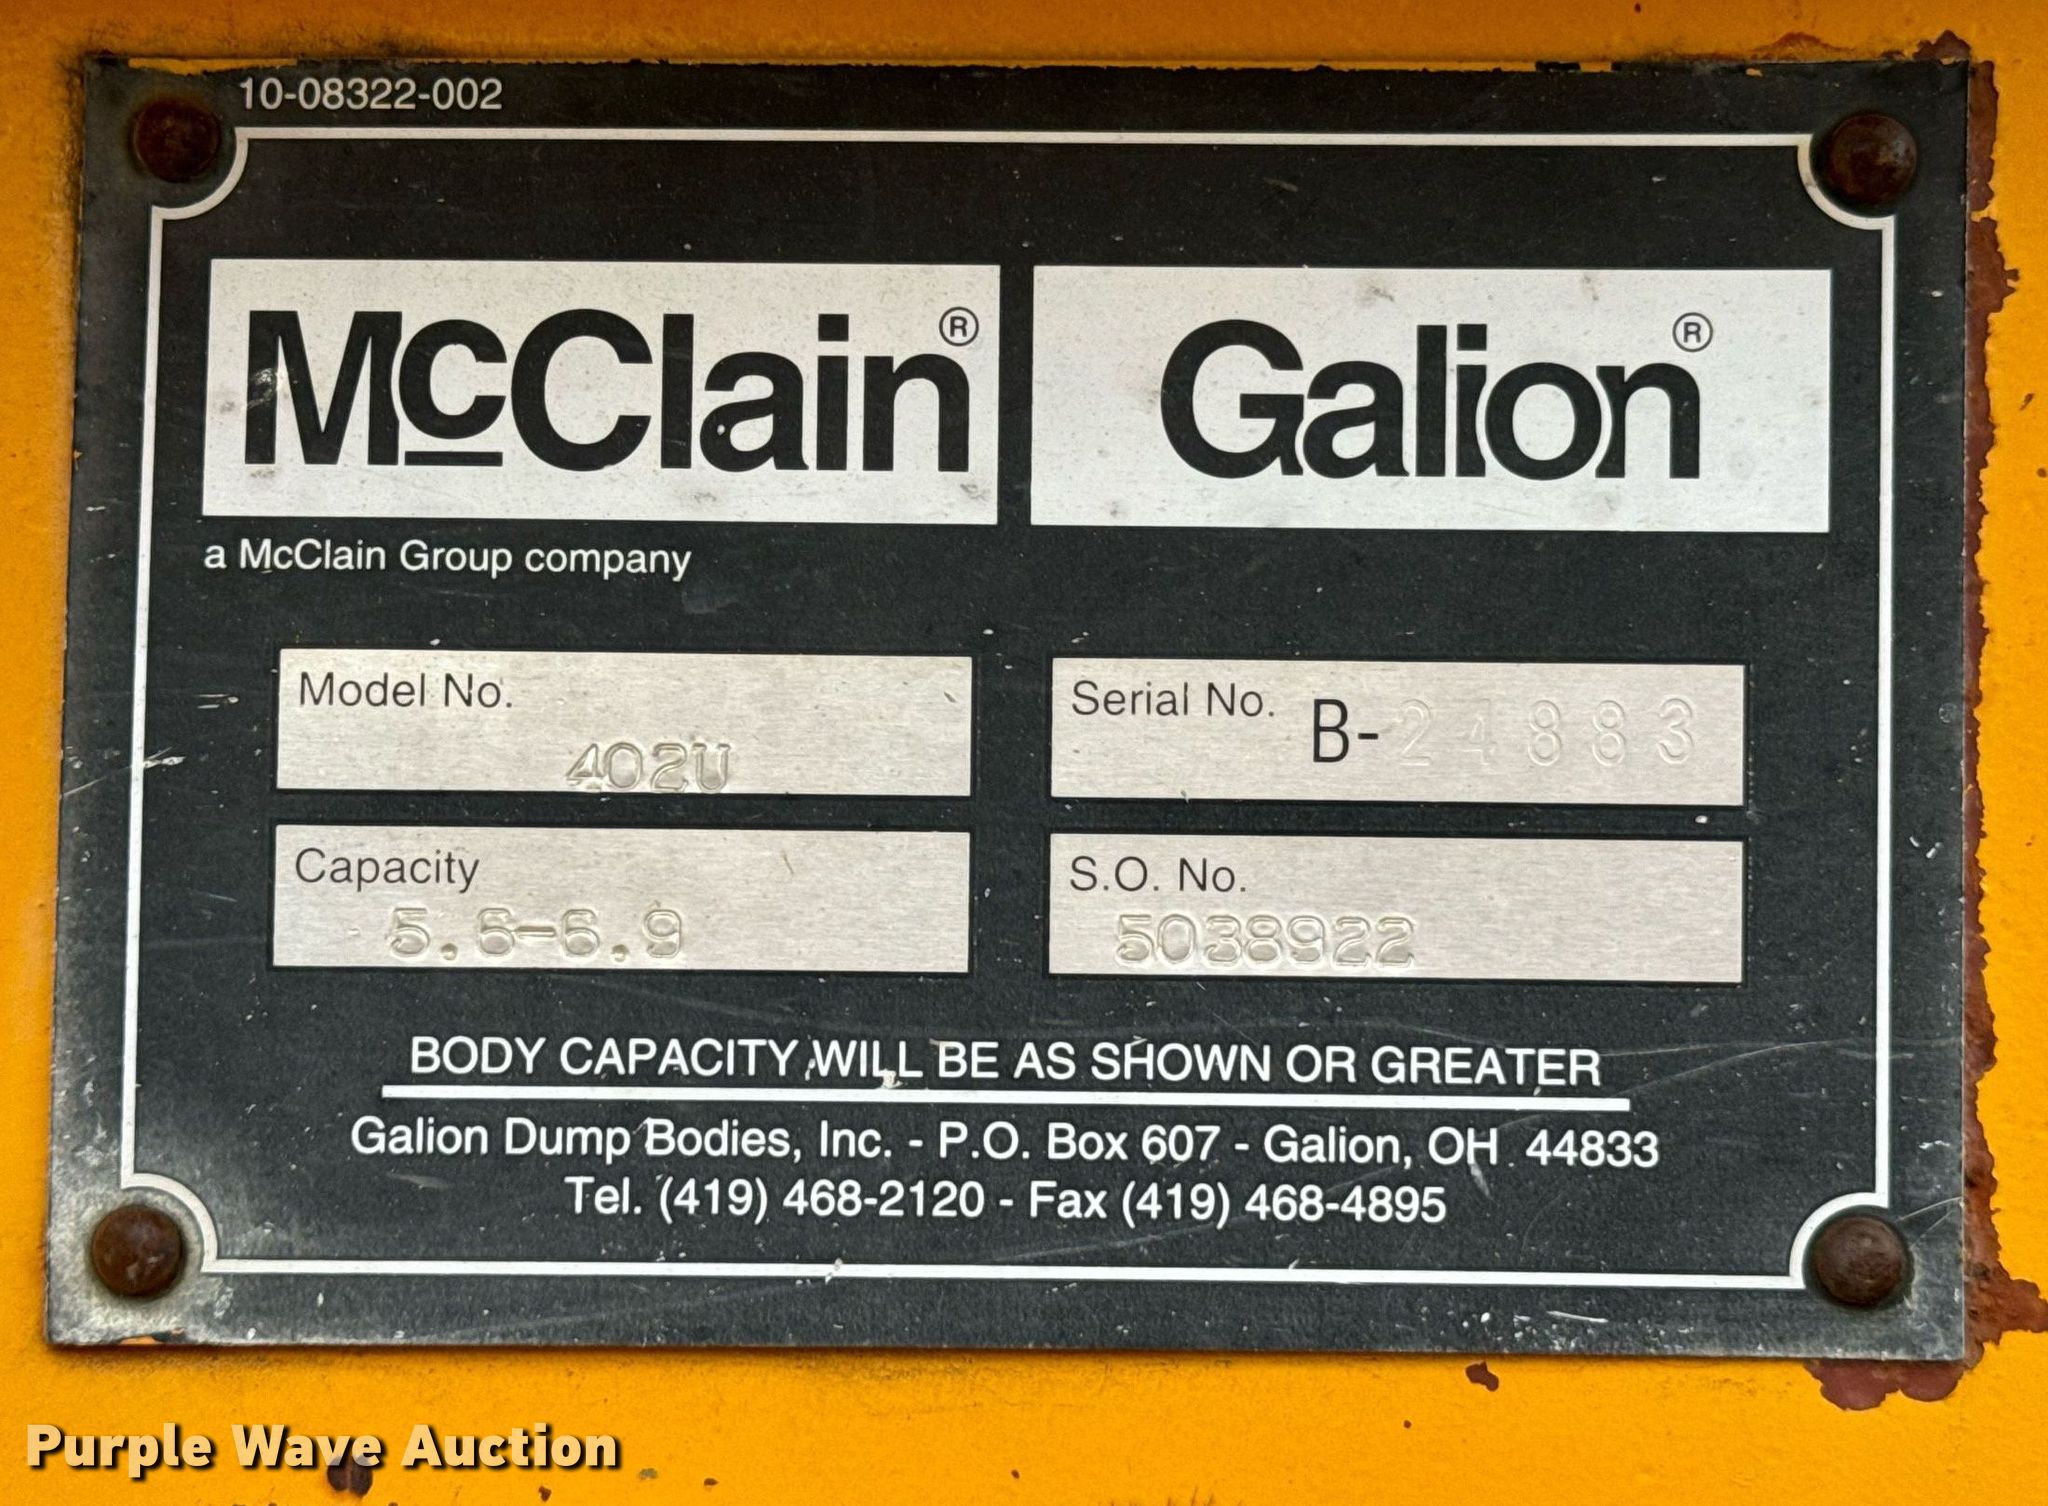 10-08322-002
McClain® Galion®
a McClain Group company
Model No. 402U
Serial No. B-24883
Capacity 5.6-6.9
S.O. No. 5038922
BODY CAPACITY WILL BE AS SHOWN OR GREATER
Galion Dump Bodies, Inc. - P.O. Box 607 - Galion, OH 44833
Tel. (419) 468-2120 - Fax (419) 468-4895
Purple Wave Auction